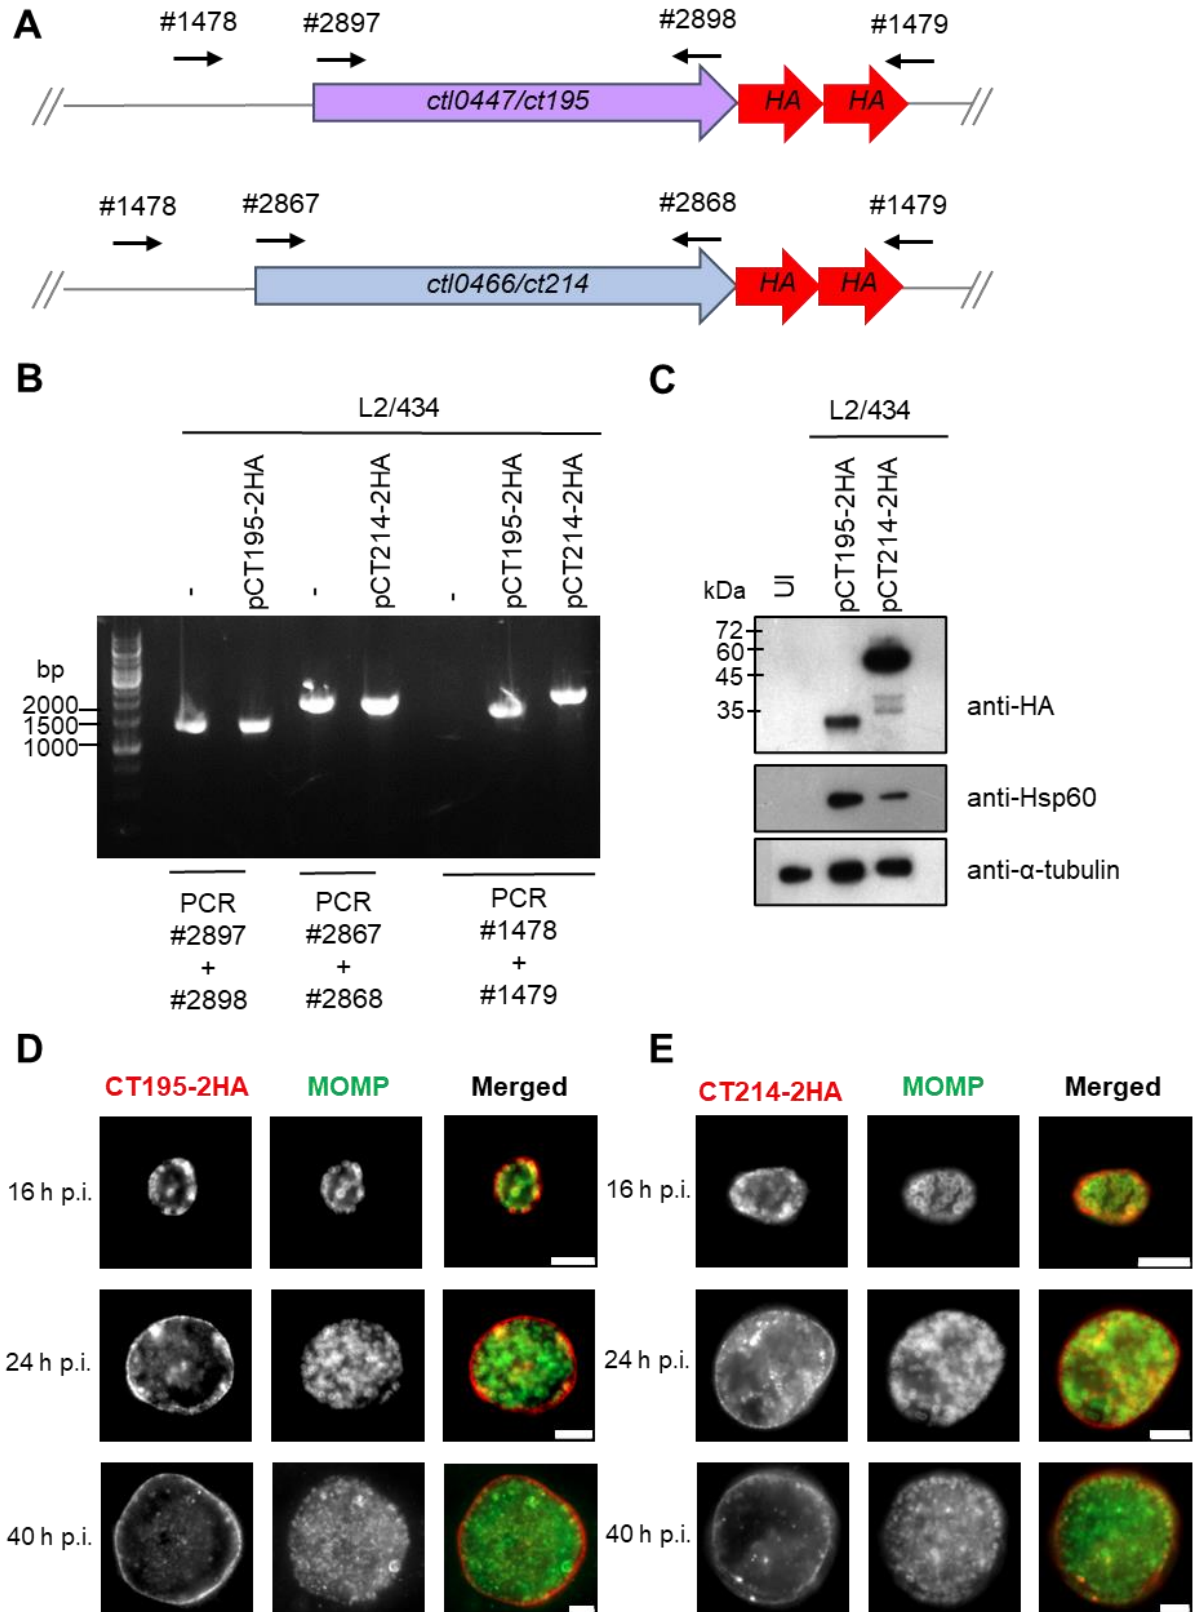 A
#1478 #2897 #2898 #1479
ctl0447/ct195 HA HA
#1478 #2867 #2868 #1479
ctl0466/ct214 HA HA
B
L2/434
- pCT195-2HA - pCT214-2HA - pCT195-2HA pCT214-2HA
bp
2000
1500
1000
PCR PCR PCR
#2897 #2867 #1478
+ + +
#2898 #2868 #1479
C
L2/434
kDa UI pCT195-2HA pCT214-2HA
72
60
45
35
anti-HA
anti-Hsp60
anti-α-tubulin
D
CT195-2HA MOMP Merged
16 h p.i.
24 h p.i.
40 h p.i.
E
CT214-2HA MOMP Merged
16 h p.i.
24 h p.i.
40 h p.i.